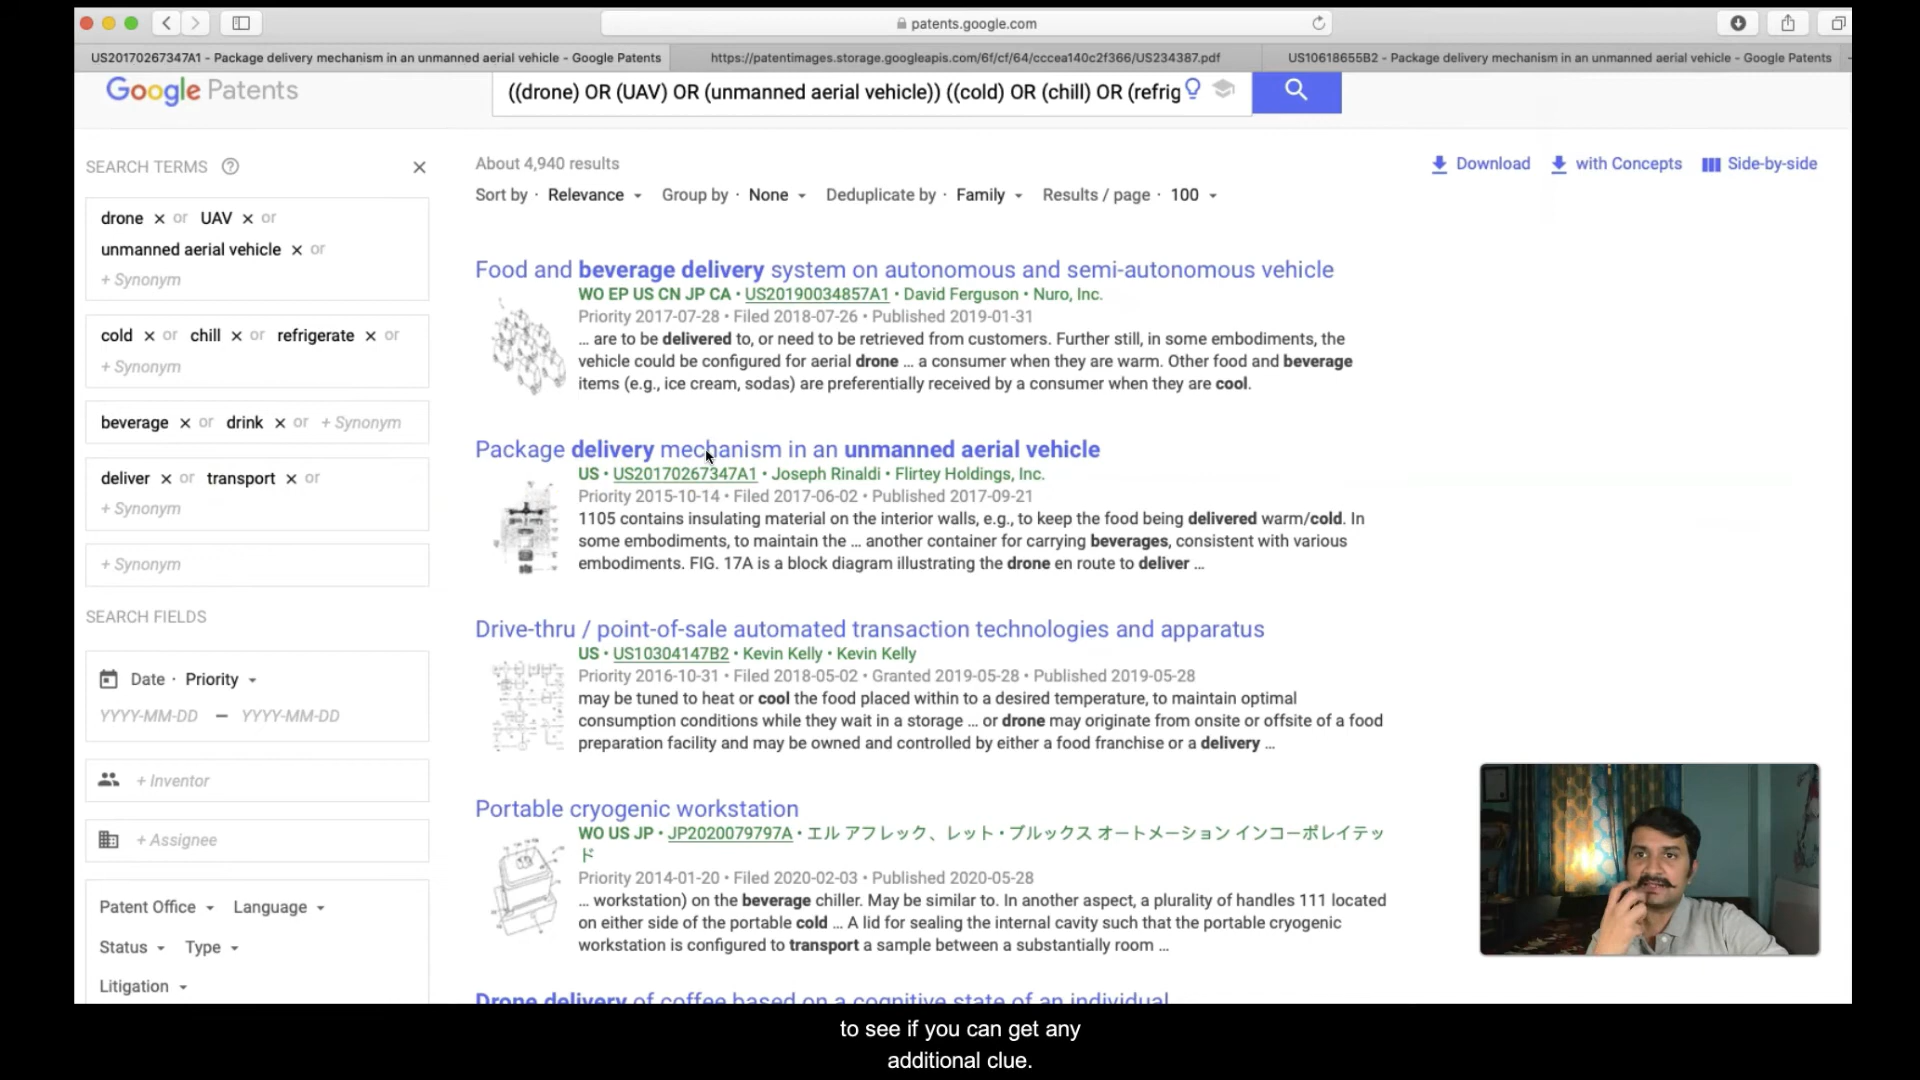 patents.google.com
US20170267347A1 - Package delivery mechanism in an unmanned aerial vehicle - Google Patents
https://patentimages.storage.googleapis.com/6f/cf/64/cccea140c2f366/US234387.pdf
US10618655B2 - Package delivery mechanism in an unmanned aerial vehicle - Google Patents
Google Patents
((drone) OR (UAV) OR (unmanned aerial vehicle)) ((cold) OR (chill) OR (refrig
SEARCH TERMS
drone × or UAV × or
unmanned aerial vehicle × or
+ Synonym
cold × or chill × or refrigerate × or
+ Synonym
beverage × or drink × or + Synonym
deliver × or transport × or
+ Synonym
+ Synonym
SEARCH FIELDS
Date · Priority
YYYY-MM-DD – YYYY-MM-DD
+ Inventor
+ Assignee
Patent Office Language
Status Type
Litigation
About 4,940 results
Download with Concepts Side-by-side
Sort by · Relevance Group by · None Deduplicate by · Family Results / page · 100
Food and beverage delivery system on autonomous and semi-autonomous vehicle
WO EP US CN JP CA • US20190034857A1 • David Ferguson • Nuro, Inc.
Priority 2017-07-28 • Filed 2018-07-26 • Published 2019-01-31
... are to be delivered to, or need to be retrieved from customers. Further still, in some embodiments, the
vehicle could be configured for aerial drone ... a consumer when they are warm. Other food and beverage
items (e.g., ice cream, sodas) are preferentially received by a consumer when they are cool.
Package delivery mechanism in an unmanned aerial vehicle
US • US20170267347A1 • Joseph Rinaldi • Flirtey Holdings, Inc.
Priority 2015-10-14 • Filed 2017-06-02 • Published 2017-09-21
1105 contains insulating material on the interior walls, e.g., to keep the food being delivered warm/cold. In
some embodiments, to maintain the ... another container for carrying beverages, consistent with various
embodiments. FIG. 17A is a block diagram illustrating the drone en route to deliver ...
Drive-thru / point-of-sale automated transaction technologies and apparatus
US • US10304147B2 • Kevin Kelly • Kevin Kelly
Priority 2016-10-31 • Filed 2018-05-02 • Granted 2019-05-28 • Published 2019-05-28
may be tuned to heat or cool the food placed within to a desired temperature, to maintain optimal
consumption conditions while they wait in a storage ... or drone may originate from onsite or offsite of a food
preparation facility and may be owned and controlled by either a food franchise or a delivery ...
Portable cryogenic workstation
WO US JP • JP2020079797A • エル アフレック、レット • ブルックス オートメーション インコーポレイテッ
ド
Priority 2014-01-20 • Filed 2020-02-03 • Published 2020-05-28
... workstation) on the beverage chiller. May be similar to. In another aspect, a plurality of handles 111 located
on either side of the portable cold ... A lid for sealing the internal cavity such that the portable cryogenic
workstation is configured to transport a sample between a substantially room ...
Drone delivery of coffee based on a cognitive state of an individual
to see if you can get any
additional clue.